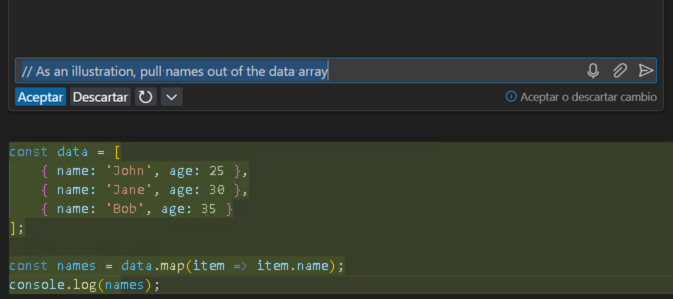 // As an illustration, pull names out of the data array
Aceptar Descartar Aceptar o descartar cambio
const data = [
    { name: 'John', age: 25 },
    { name: 'Jane', age: 30 },
    { name: 'Bob', age: 35 }
];
const names = data.map(item => item.name);
console.log(names);